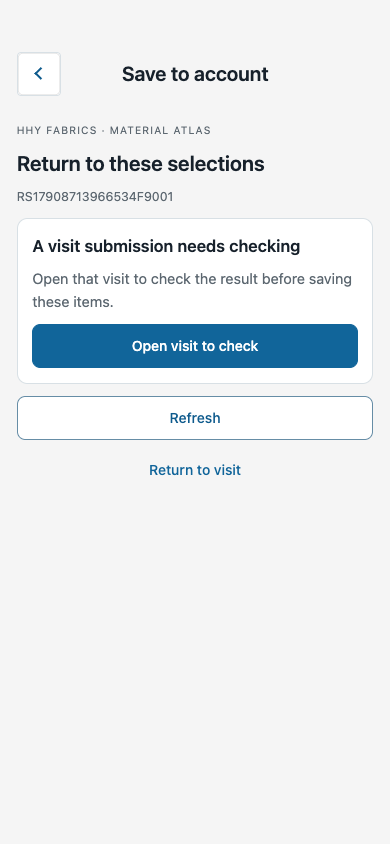 Save to account
HHY FABRICS · MATERIAL ATLAS
Return to these selections
RS17908713966534F9001
A visit submission needs checking
Open that visit to check the result before saving
these items.
Open visit to check
Refresh
Return to visit